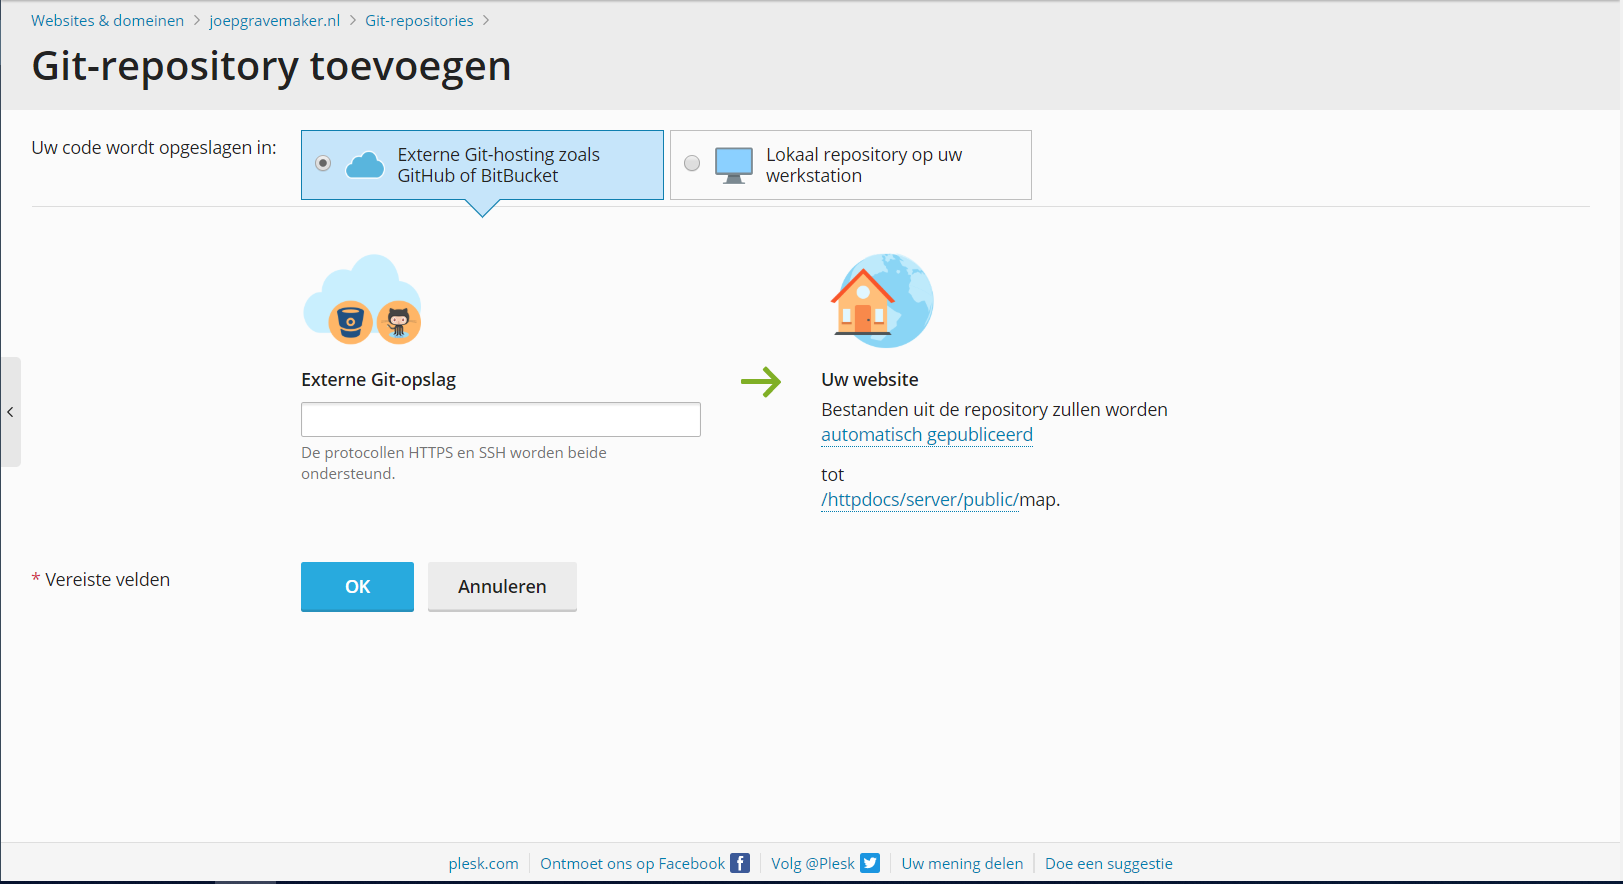 Websites & domeinen > joepgravemaker.nl > Git-repositories >
Git-repository toevoegen
Uw code wordt opgeslagen in:
Externe Git-hosting zoals
GitHub of BitBucket
Lokaal repository op uw
werkstation
Externe Git-opslag
De protocollen HTTPS en SSH worden beide
ondersteund.
Uw website
Bestanden uit de repository zullen worden
automatisch gepubliceerd
tot
/httpdocs/server/public/map.
* Vereiste velden
OK
Annuleren
plesk.com
Ontmoet ons op Facebook
Volg @Plesk
Uw mening delen
Doe een suggestie